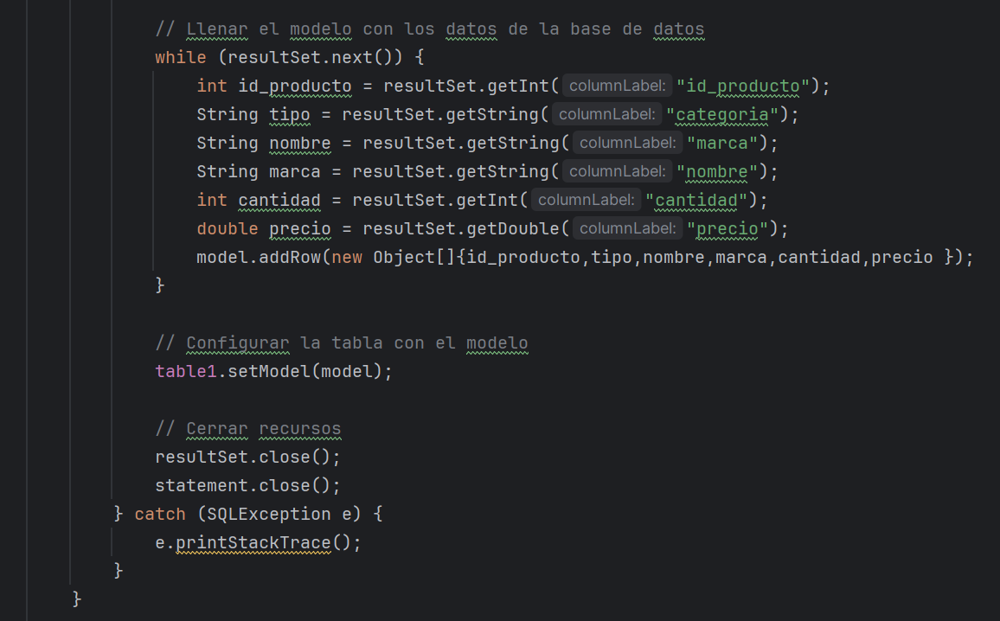 // Llenar el modelo con los datos de la base de datos
while (resultSet.next()) {
int id_producto = resultSet.getInt( columnLabel: "id_producto");
String tipo = resultSet.getString( columnLabel: "categoria");
String nombre = resultSet.getString( columnLabel: "marca");
String marca = resultSet.getString( columnLabel: "nombre");
int cantidad = resultSet.getInt( columnLabel: "cantidad");
double precio = resultSet.getDouble( columnLabel: "precio");
model.addRow(new Object[]{id_producto,tipo,nombre,marca,cantidad,precio });
}
// Configurar la tabla con el modelo
table1.setModel(model);
// Cerrar recursos
resultSet.close();
statement.close();
} catch (SQLException e) {
e.printStackTrace();
}
}